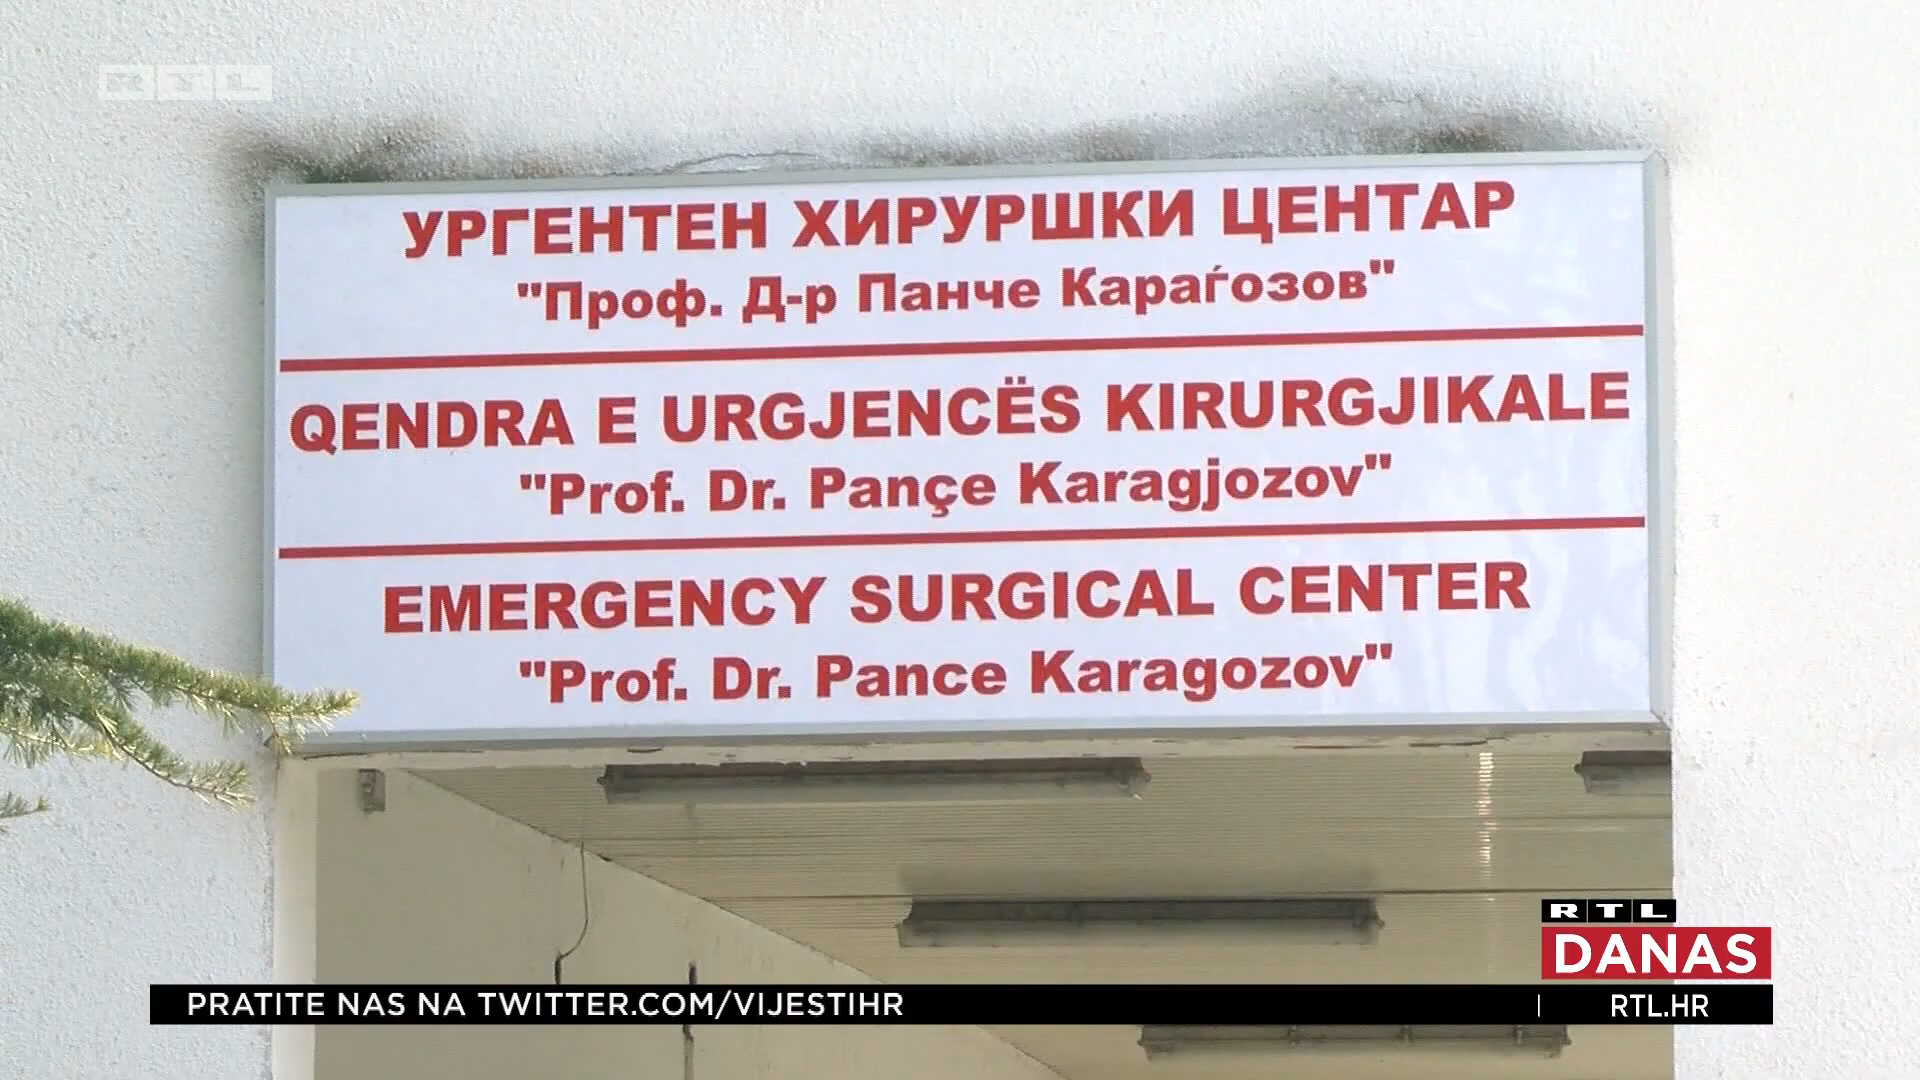 RTL
УРГЕНТЕН ХИРУРШКИ ЦЕНТАР
"Проф. Д-р Панче Караѓозов"
QENDRA E URGJENCËS KIRURGJIKALE
"Prof. Dr. Pançe Karagjozov"
EMERGENCY SURGICAL CENTER
"Prof. Dr. Pance Karagozov"
RTL
DANAS
PRATITE NAS NA TWITTER.COM/VIJESTIHR
RTL.HR